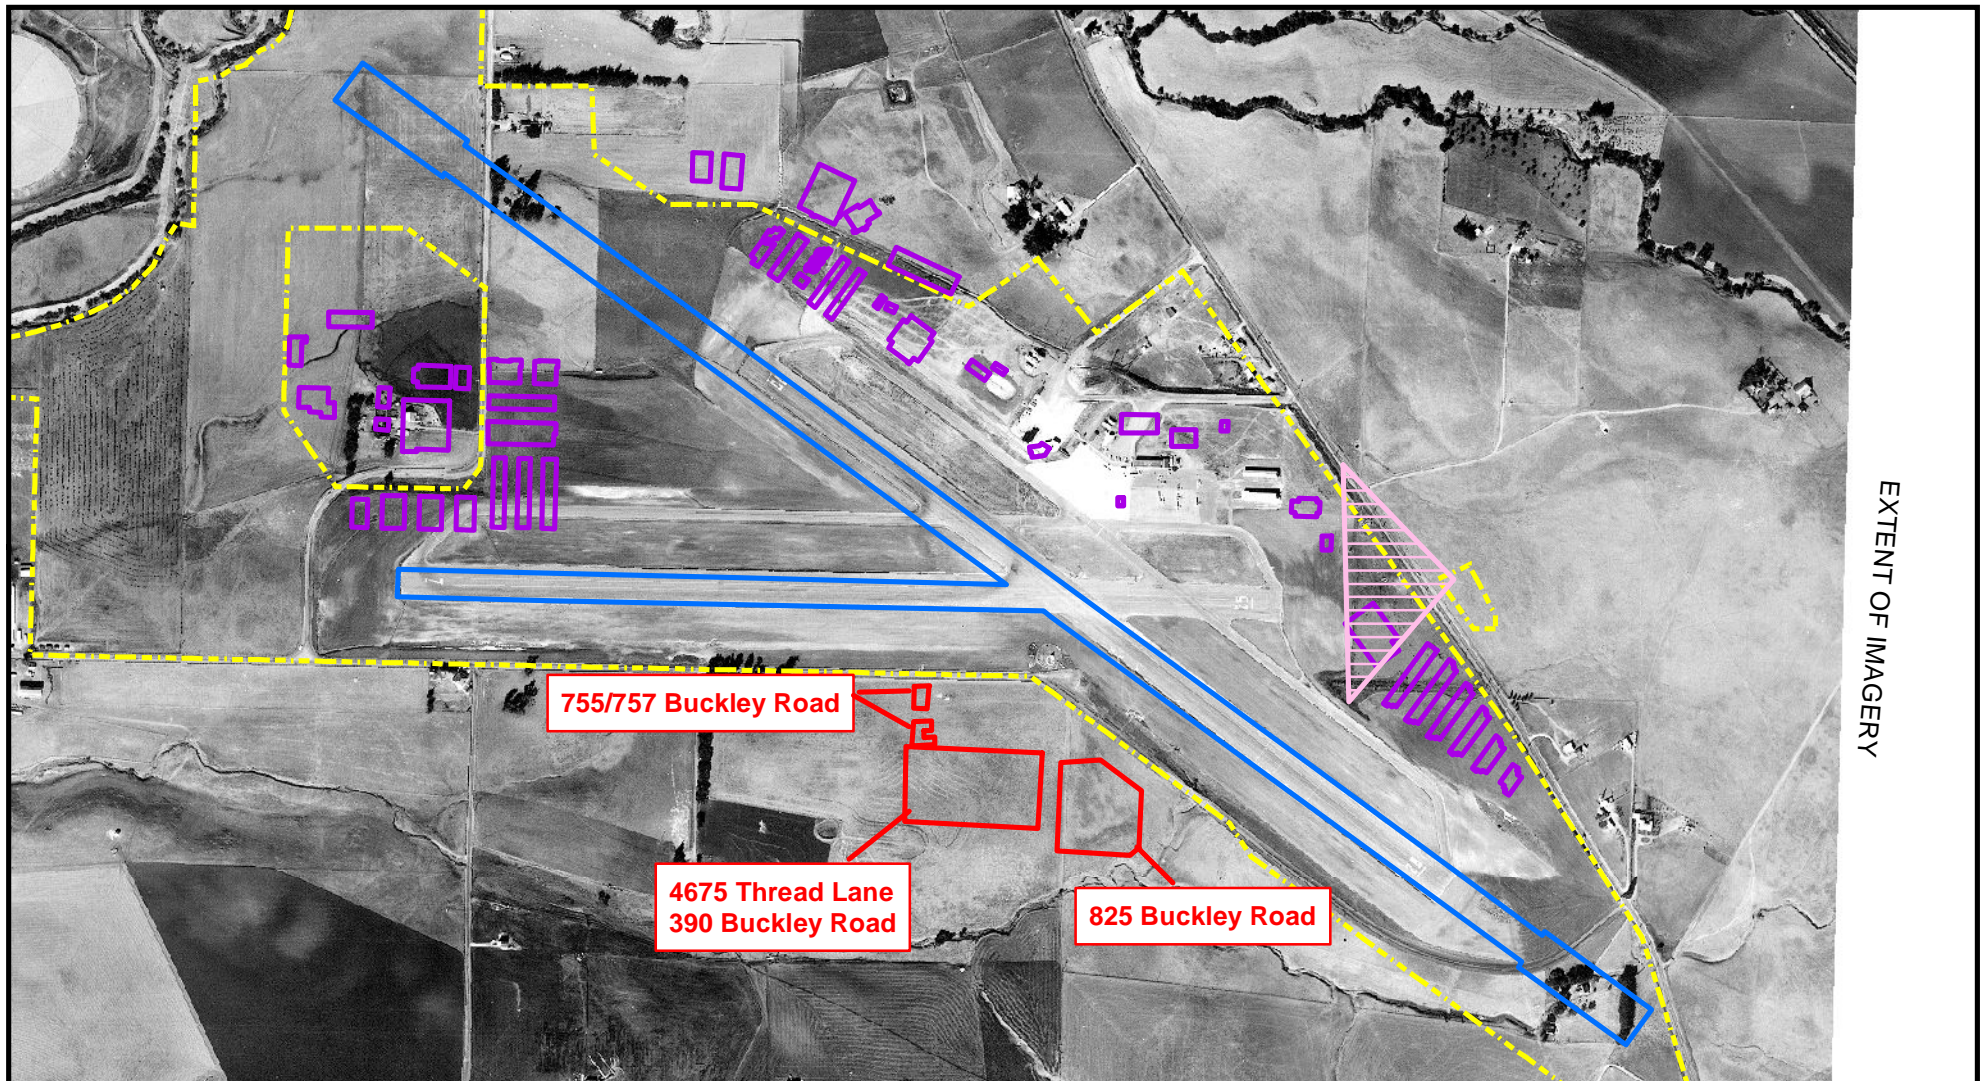 755/757 Buckley Road
4675 Thread Lane
390 Buckley Road
825 Buckley Road
EXTENT OF IMAGERY